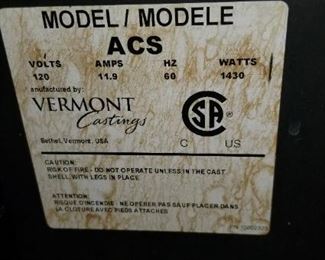 MODEL / MODELE
ACS
VOLTS AMPS HZ WATTS
120 11.9 60 1430
anufactured by:
VERMONT
Castings
Bethel, Vermont, USA
CSA
C US
CAUTION:
RISK OF FIRE - DO NOT OPERATE UNLESS IN THE CAST
SHELL, WITH LEGS IN PLACE
ATTENTION:
RISQUE D'INCENDIE - NE OPÉRER PAS SAUF PLACER DANS
LA CLOTURE AVEC PIEDS ATTACHES